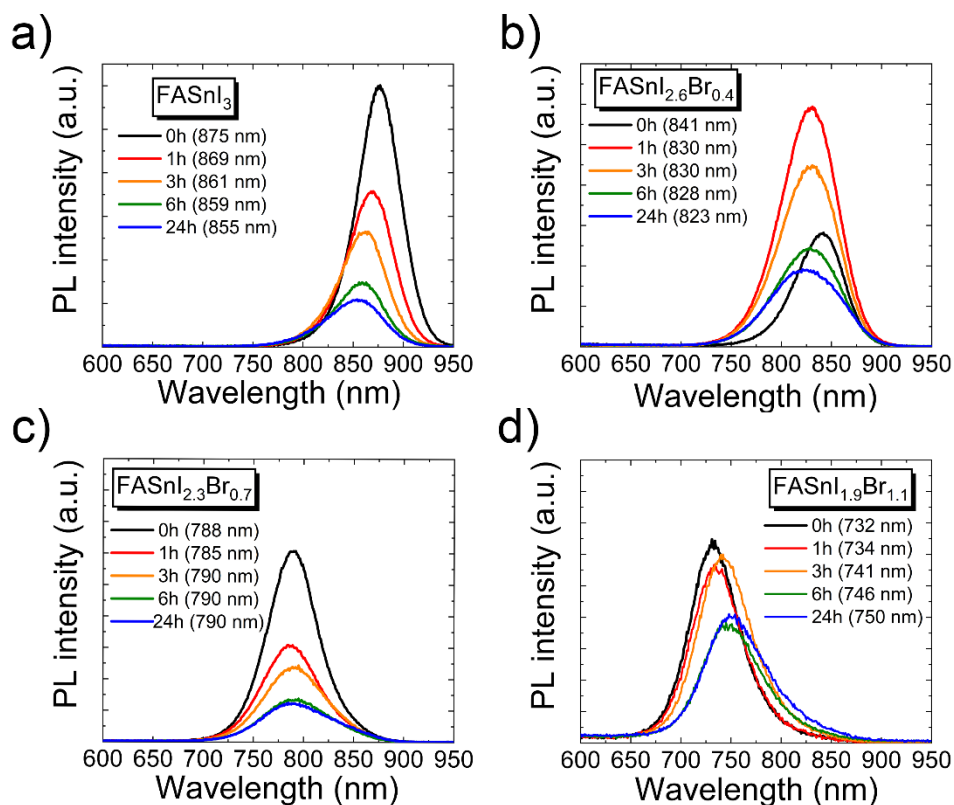 a)
PL intensity (a.u.)
FASnI₃
0h (875 nm)
1h (869 nm)
3h (861 nm)
6h (859 nm)
24h (855 nm)
600 650 700 750 800 850 900 950
Wavelength (nm)
b)
PL intensity (a.u.)
FASnI₂.₆Br₀.₄
0h (841 nm)
1h (830 nm)
3h (830 nm)
6h (828 nm)
24h (823 nm)
600 650 700 750 800 850 900 950
Wavelength (nm)
c)
PL intensity (a.u.)
FASnI₂.₃Br₀.₇
0h (788 nm)
1h (785 nm)
3h (790 nm)
6h (790 nm)
24h (790 nm)
600 650 700 750 800 850 900 950
Wavelength (nm)
d)
PL intensity (a.u.)
FASnI₁.₉Br₁.₁
0h (732 nm)
1h (734 nm)
3h (741 nm)
6h (746 nm)
24h (750 nm)
600 650 700 750 800 850 900 950
Wavelength (nm)